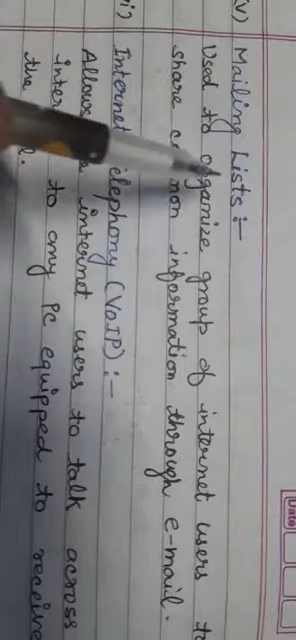 v) Mailing Lists :-
Used to organize group of internet users to
share common information through e-mail.
i) Internet Telephony (VoIP) :-
Allows internet users to talk across
to any PC equipped to receive
the
Date